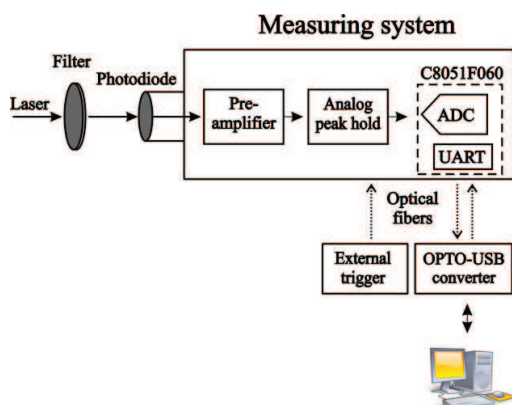 Measuring system
Filter
Photodiode
Laser
Pre-
amplifier
Analog
peak hold
C8051F060
ADC
UART
Optical
fibers
External
trigger
OPTO-USB
converter